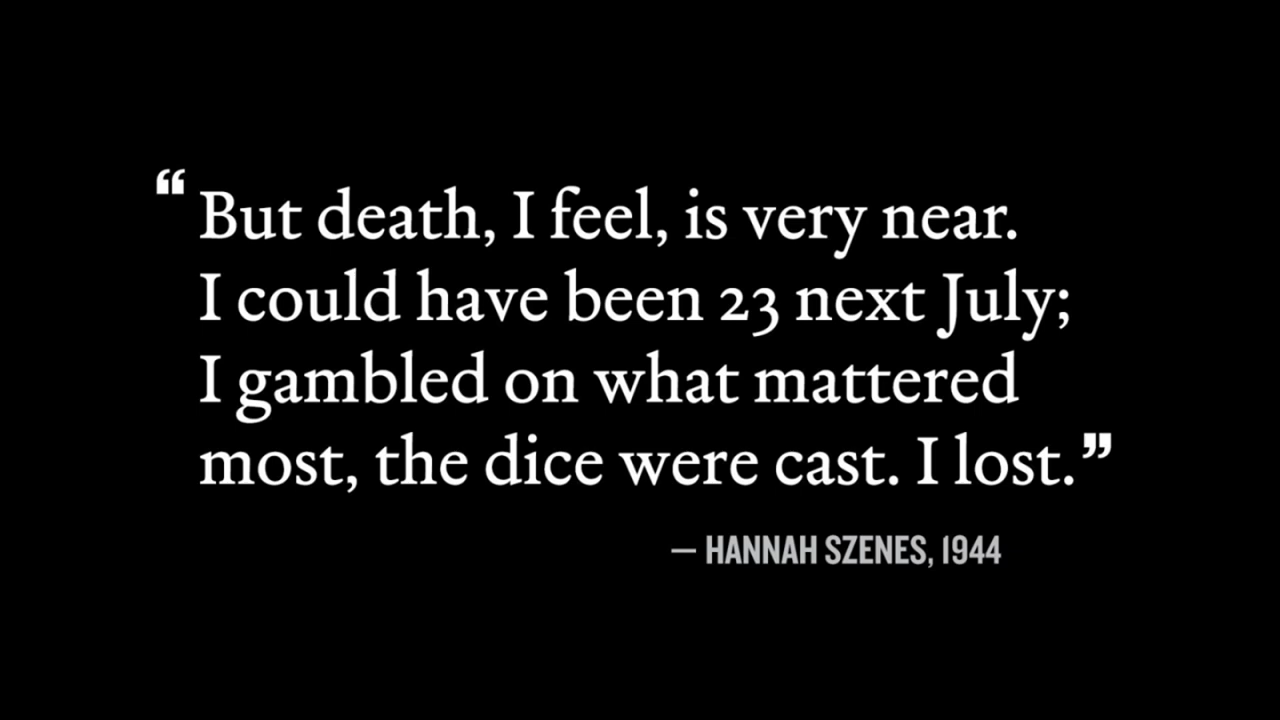 “But death, I feel, is very near.
I could have been 23 next July;
I gambled on what mattered
most, the dice were cast. I lost.”
— HANNAH SZENES, 1944